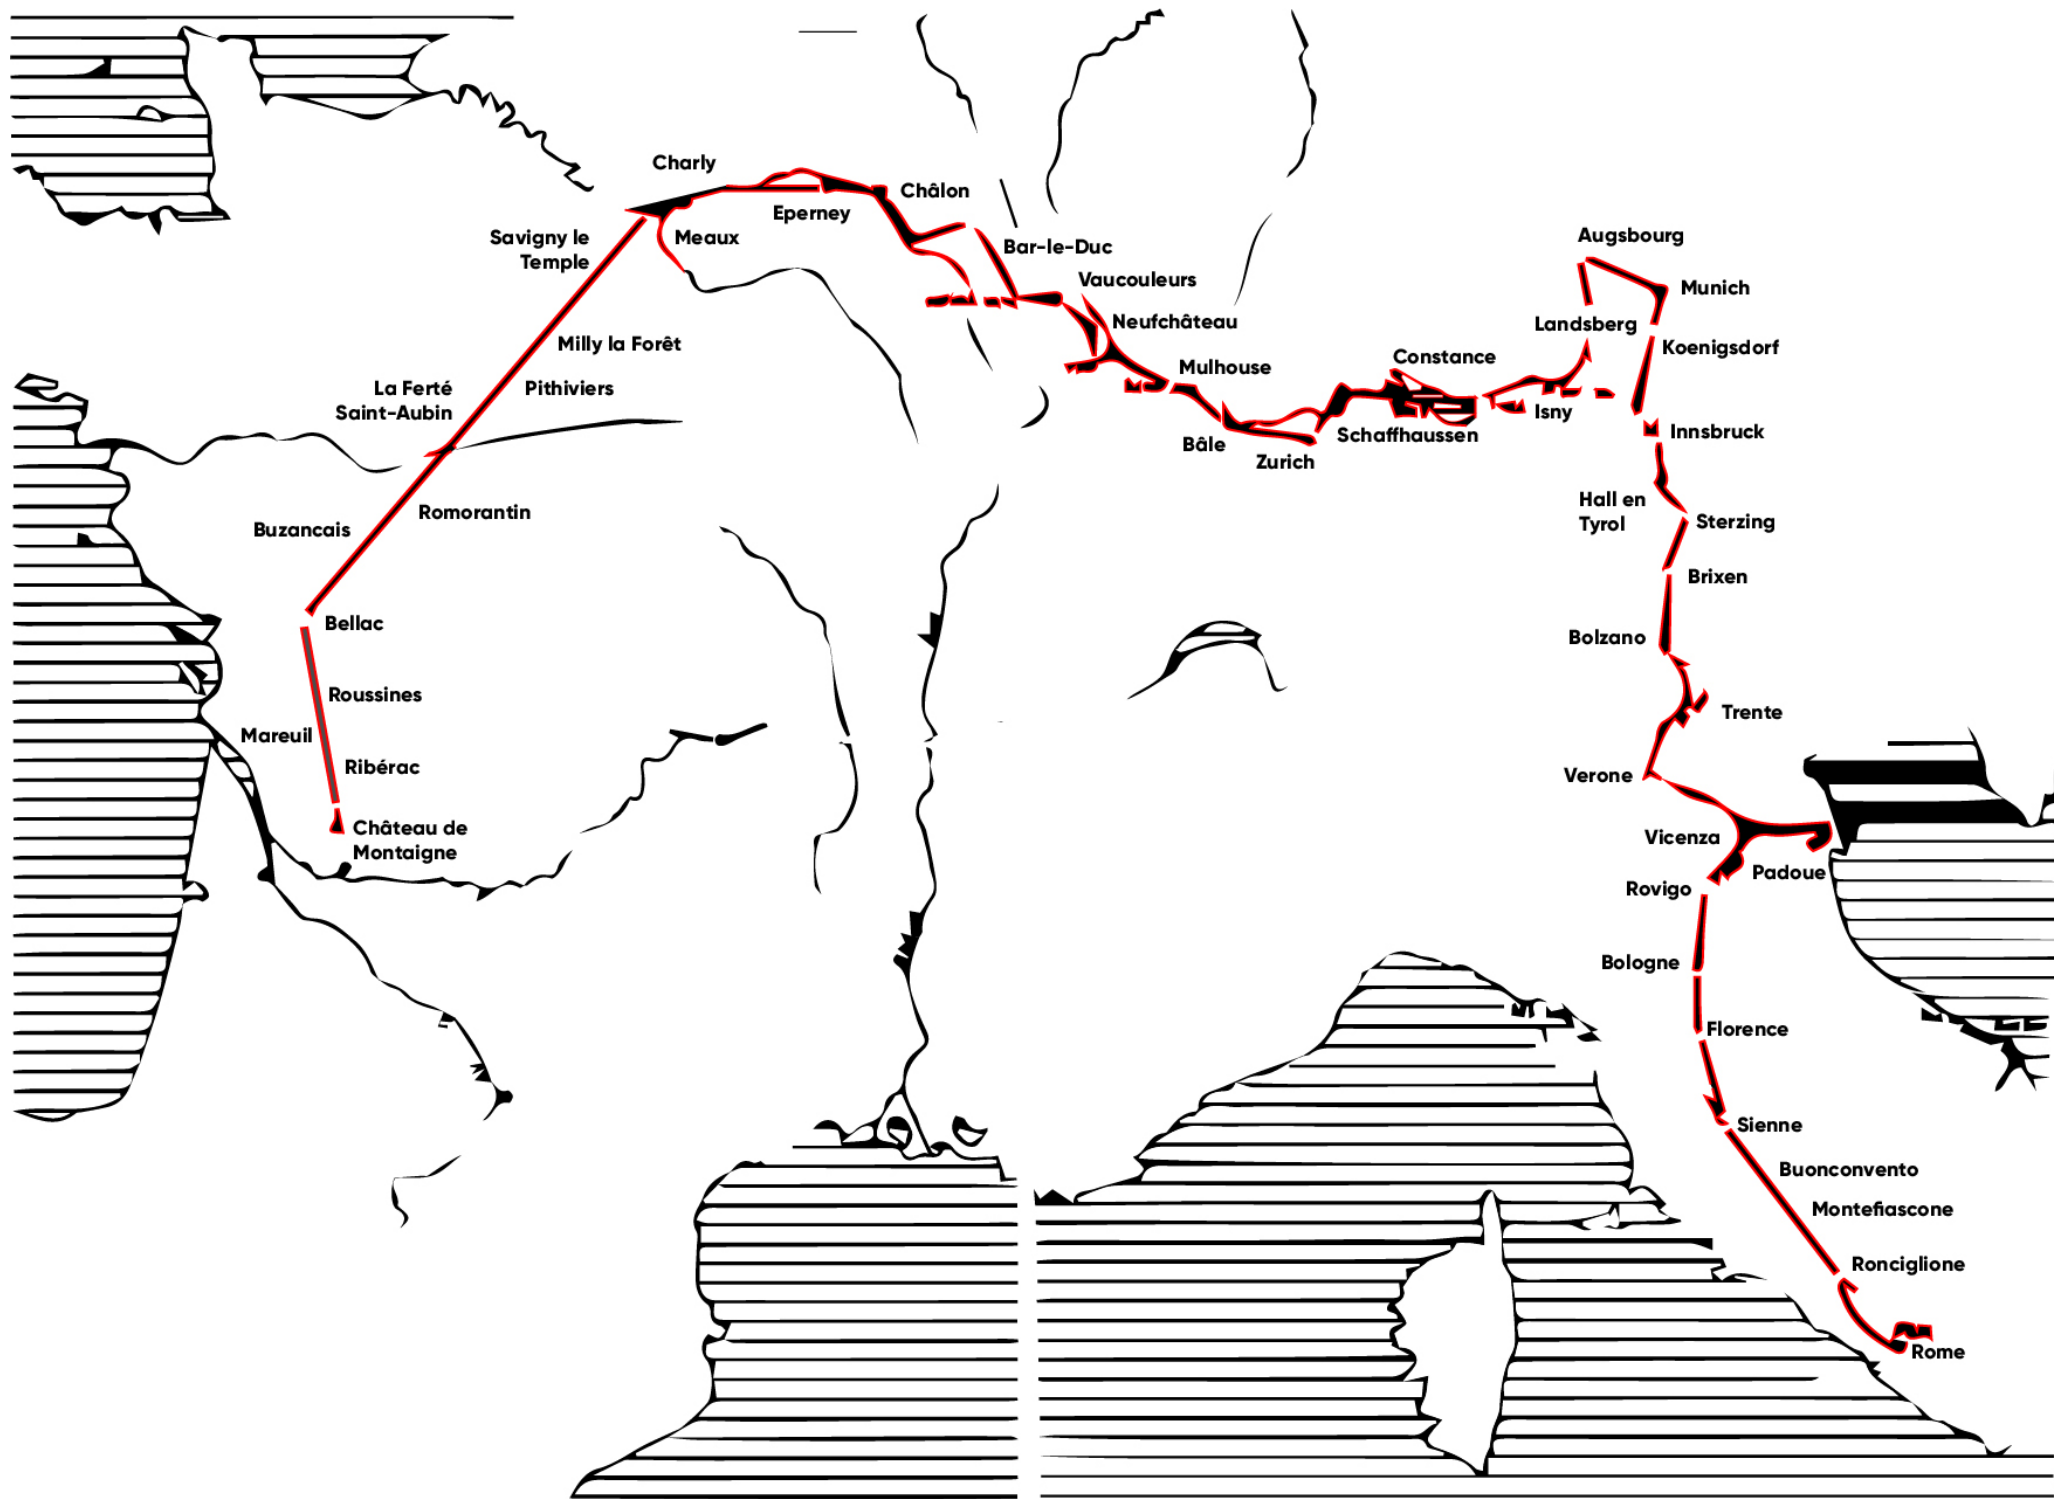 Charly
Châlon
Eperney
Meaux
Savigny le
Temple
Bar-le-Duc
Augsbourg
Vaucouleurs
Munich
Neufchâteau
Landsberg
Milly la Forêt
Koenigsdorf
Constance
Mulhouse
La Ferté
Saint-Aubin
Pithiviers
Isny
Bâle
Schaffhaussen
Innsbruck
Zurich
Hall en
Tyrol
Romorantin
Buzancais
Sterzing
Brixen
Bellac
Bolzano
Roussines
Trente
Mareuil
Ribérac
Verone
Château de
Montaigne
Vicenza
Padoue
Rovigo
Bologne
Florence
Sienne
Buonconvento
Montefiascone
Ronciglione
Rome